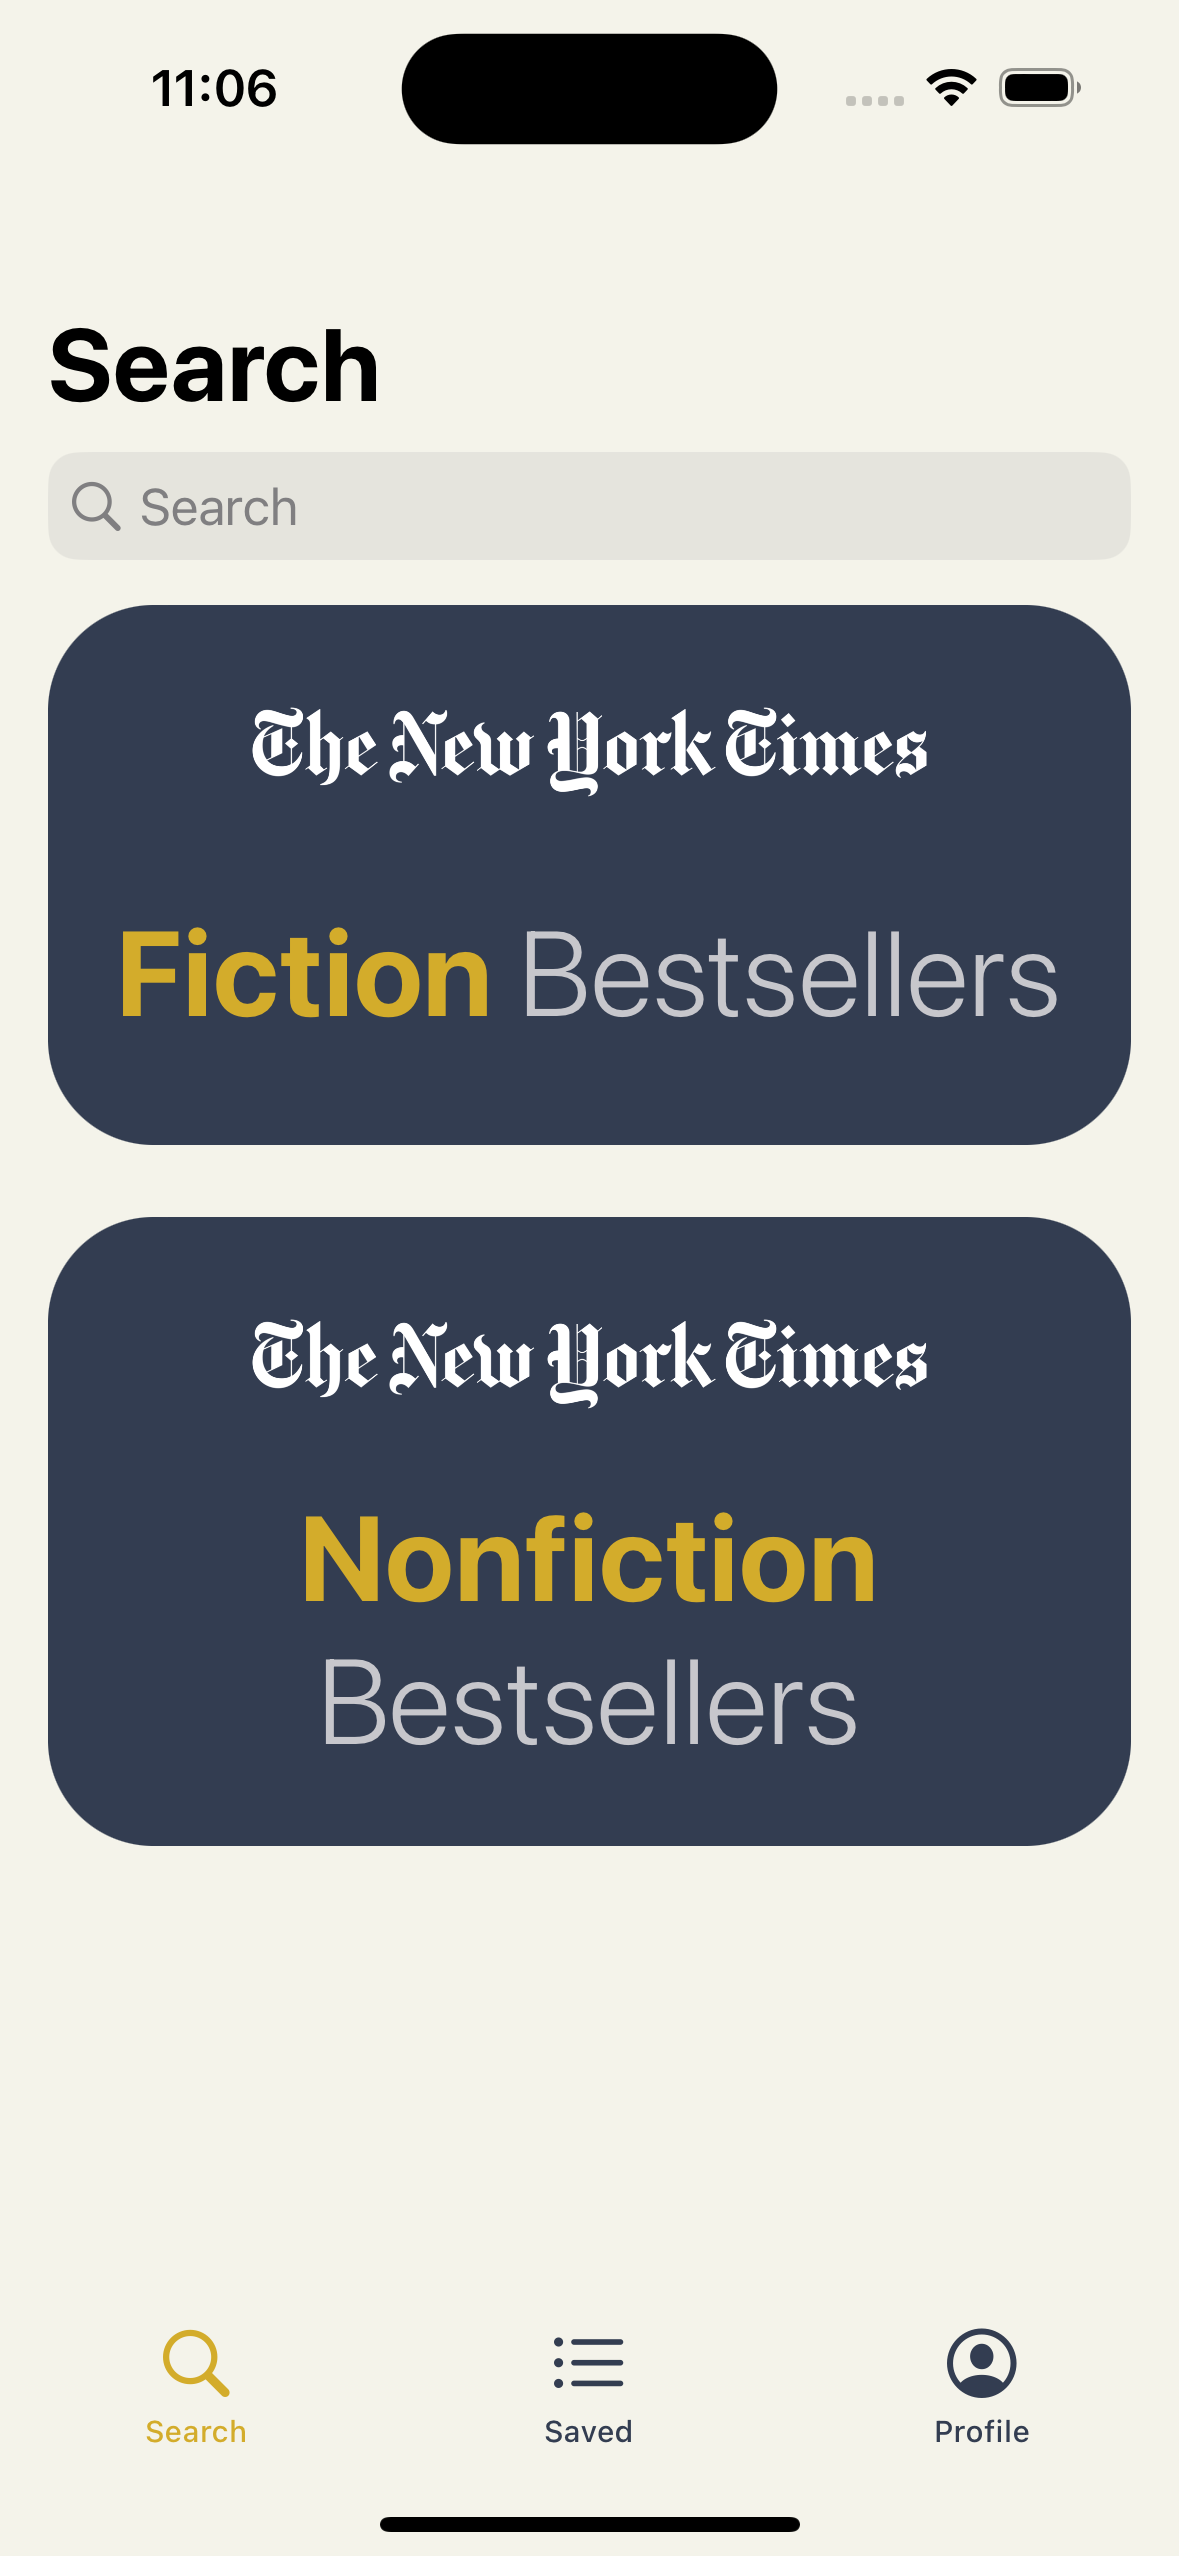 11:06
Search
Search
The New York Times
Fiction Bestsellers
The New York Times
Nonfiction
Bestsellers
Search
Saved
Profile